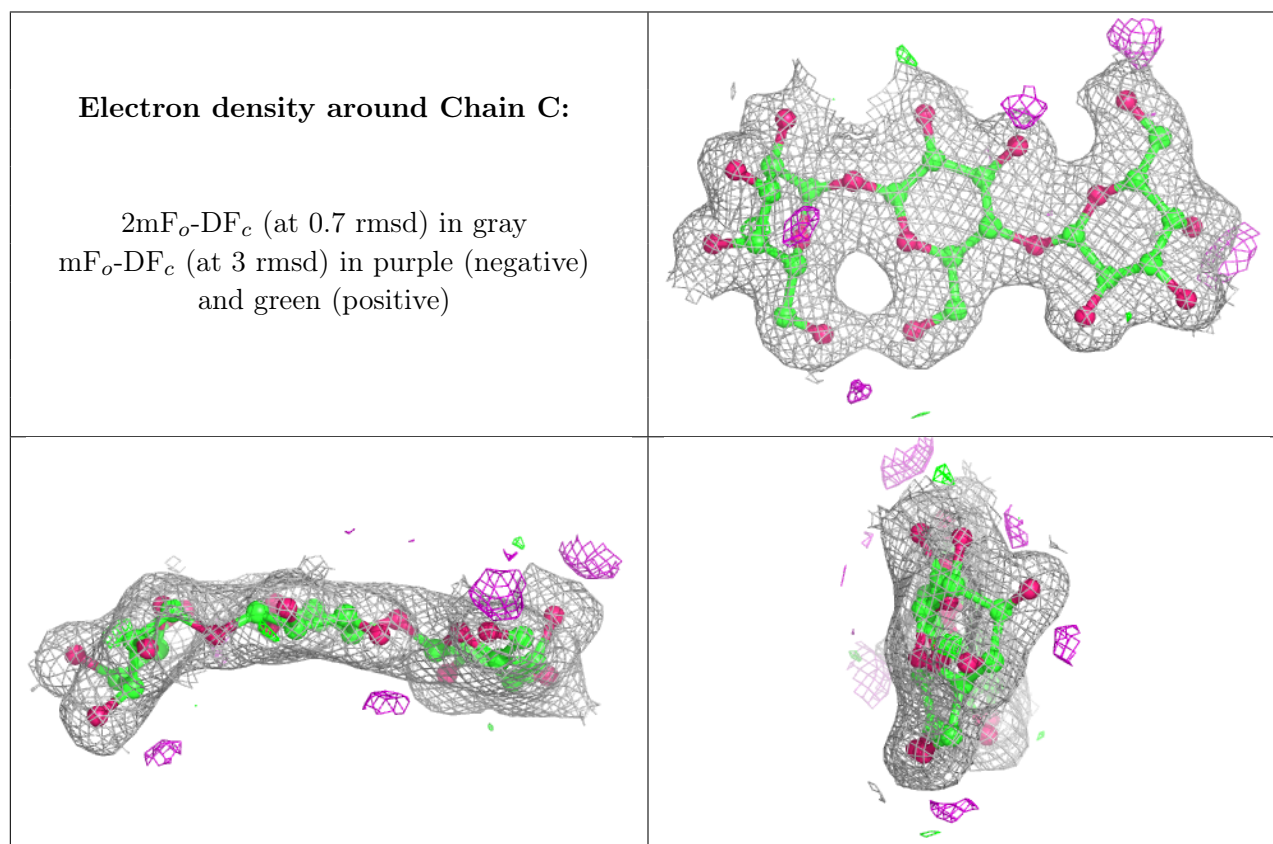 Electron density around Chain C:
2mFo-DFc (at 0.7 rmsd) in gray
mFo-DFc (at 3 rmsd) in purple (negative)
and green (positive)